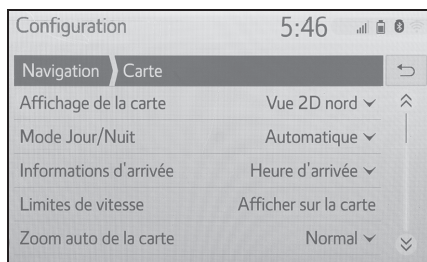 Configuration 5:46
Navigation Carte
Affichage de la carte Vue 2D nord
Mode Jour/Nuit Automatique
Informations d'arrivée Heure d'arrivée
Limites de vitesse Afficher sur la carte
Zoom auto de la carte Normal